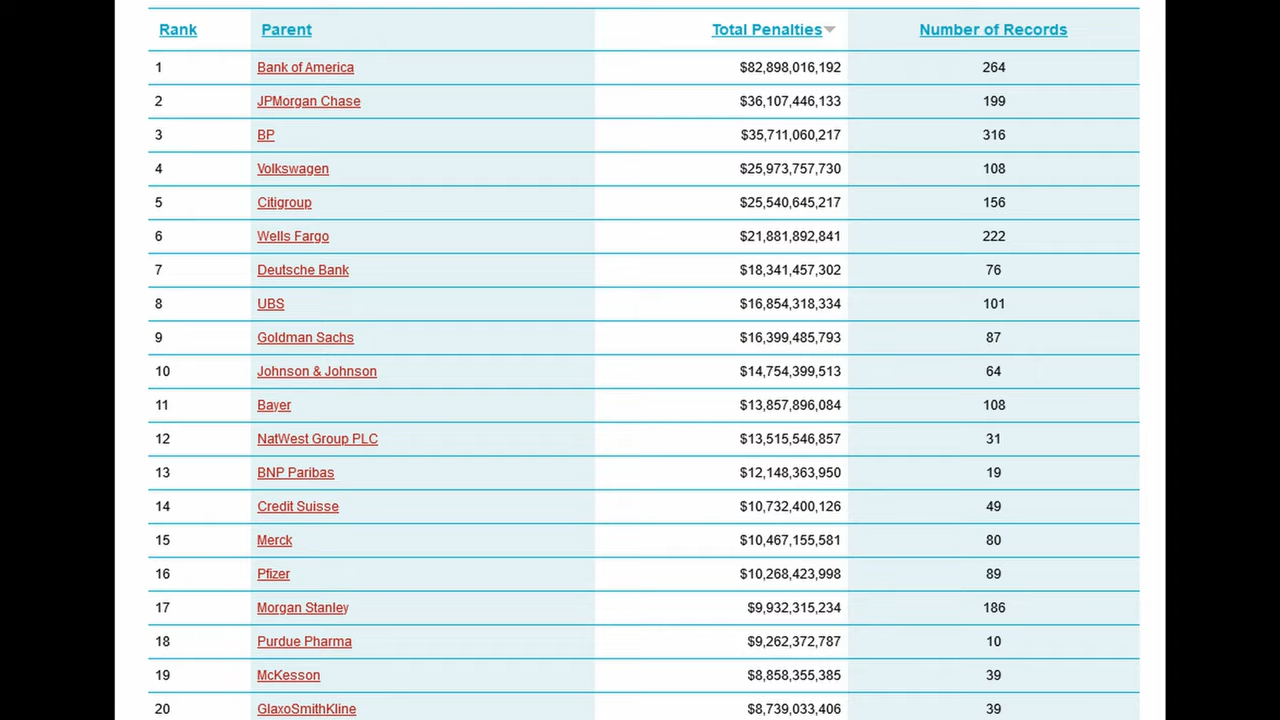 Rank Parent Total Penalties Number of Records
1 Bank of America $82,898,016,192 264
2 JPMorgan Chase $36,107,446,133 199
3 BP $35,711,060,217 316
4 Volkswagen $25,973,757,730 108
5 Citigroup $25,540,645,217 156
6 Wells Fargo $21,881,892,841 222
7 Deutsche Bank $18,341,457,302 76
8 UBS $16,854,318,334 101
9 Goldman Sachs $16,399,485,793 87
10 Johnson & Johnson $14,754,399,513 64
11 Bayer $13,857,896,084 108
12 NatWest Group PLC $13,515,546,857 31
13 BNP Paribas $12,148,363,950 19
14 Credit Suisse $10,732,400,126 49
15 Merck $10,467,155,581 80
16 Pfizer $10,268,423,998 89
17 Morgan Stanley $9,932,315,234 186
18 Purdue Pharma $9,262,372,787 10
19 McKesson $8,858,355,385 39
20 GlaxoSmithKline $8,739,033,406 39